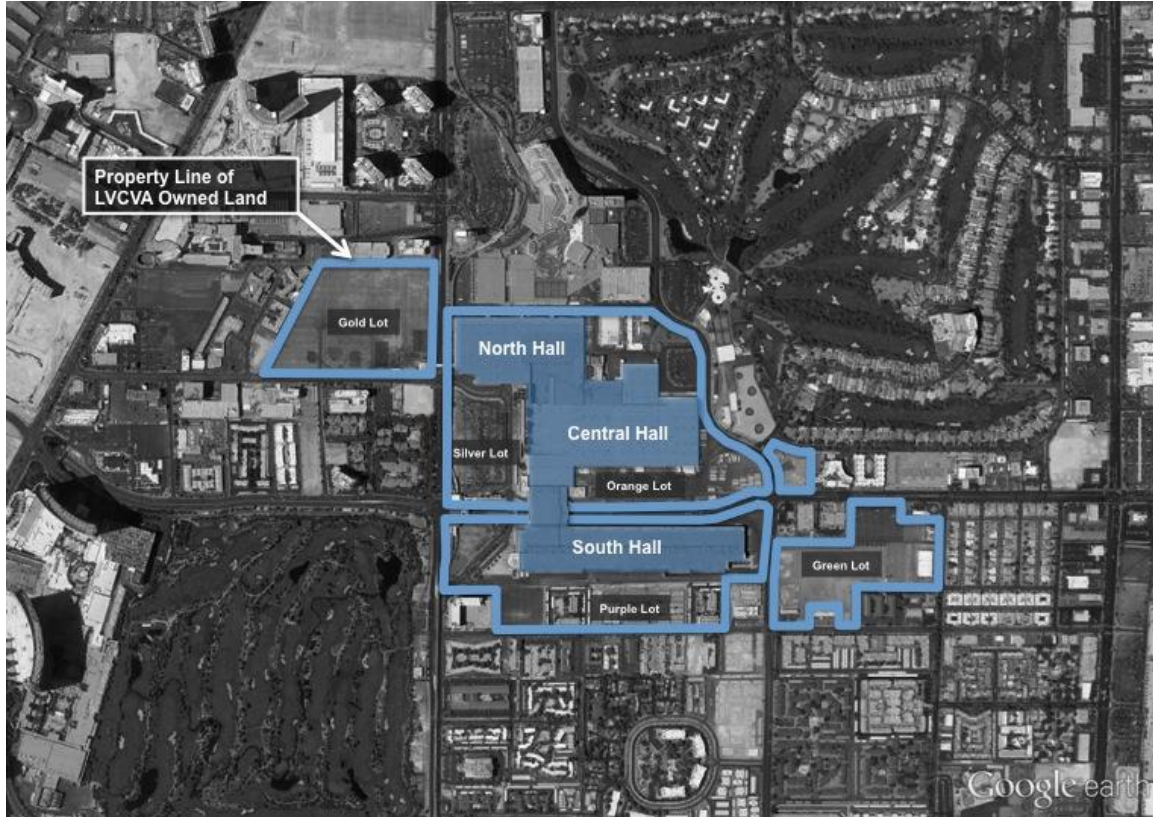 Property Line of
LVCVA Owned Land
Gold Lot
North Hall
Central Hall
Silver Lot
Orange Lot
South Hall
Green Lot
Purple Lot
Google earth